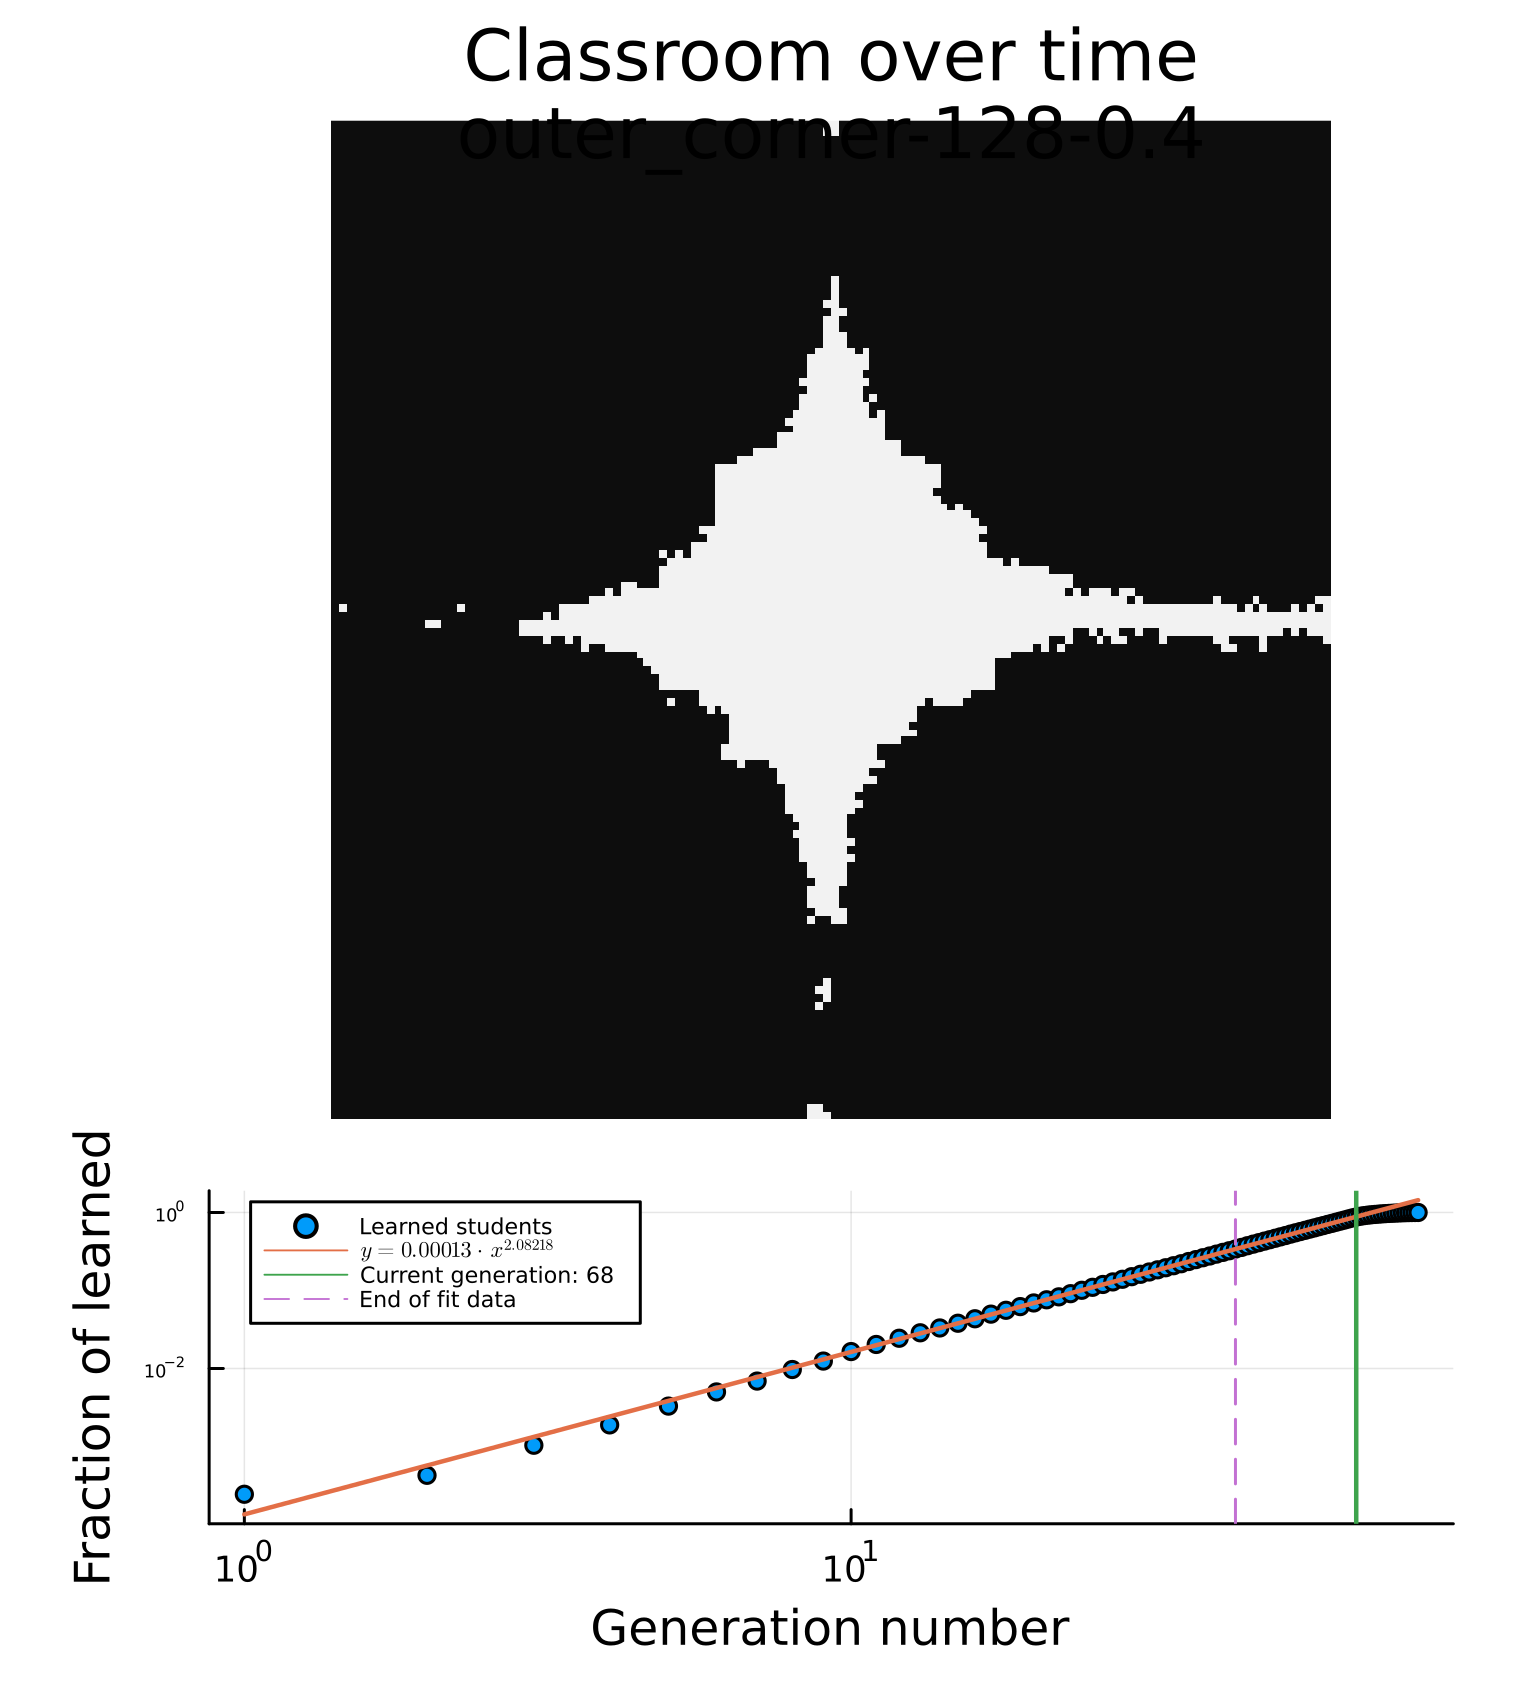 Classroom over time
outer_corner-128-0.4
Fraction of learned
10⁰
10⁻²
Learned students
y = 0.00013 · x^2.08218
Current generation: 68
End of fit data
10⁰
10¹
Generation number